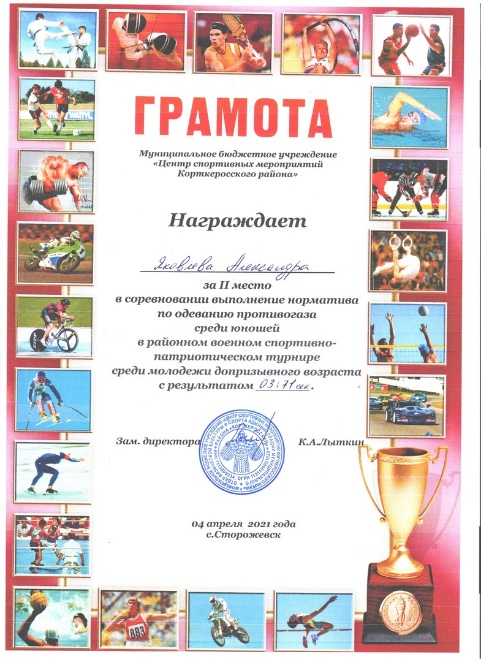 ГРАМОТА
Муниципальное бюджетное учреждение
«Центр спортивных мероприятий
Корткеросского района»
Награждает
Яковлева Александра
за II место
в соревновании выполнение норматива
по одеванию противогаза
среди юношей
в районном военном спортивно-
патриотическом турнире
среди молодежи допризывного возраста
с результатом 03:71 сек.
Зам. директора К.А.Лыткин
04 апреля 2021 года
с.Сторожевск
883